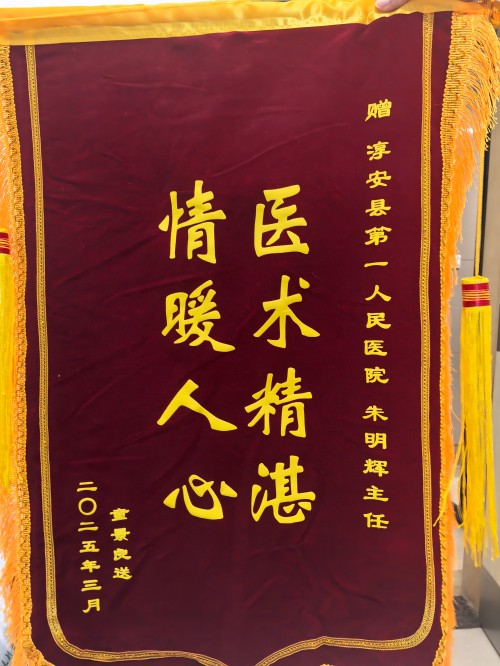 赠 淳安县第一人民医院 朱明辉主任
医术精湛
情暖人心
童景良送
二〇二五年三月